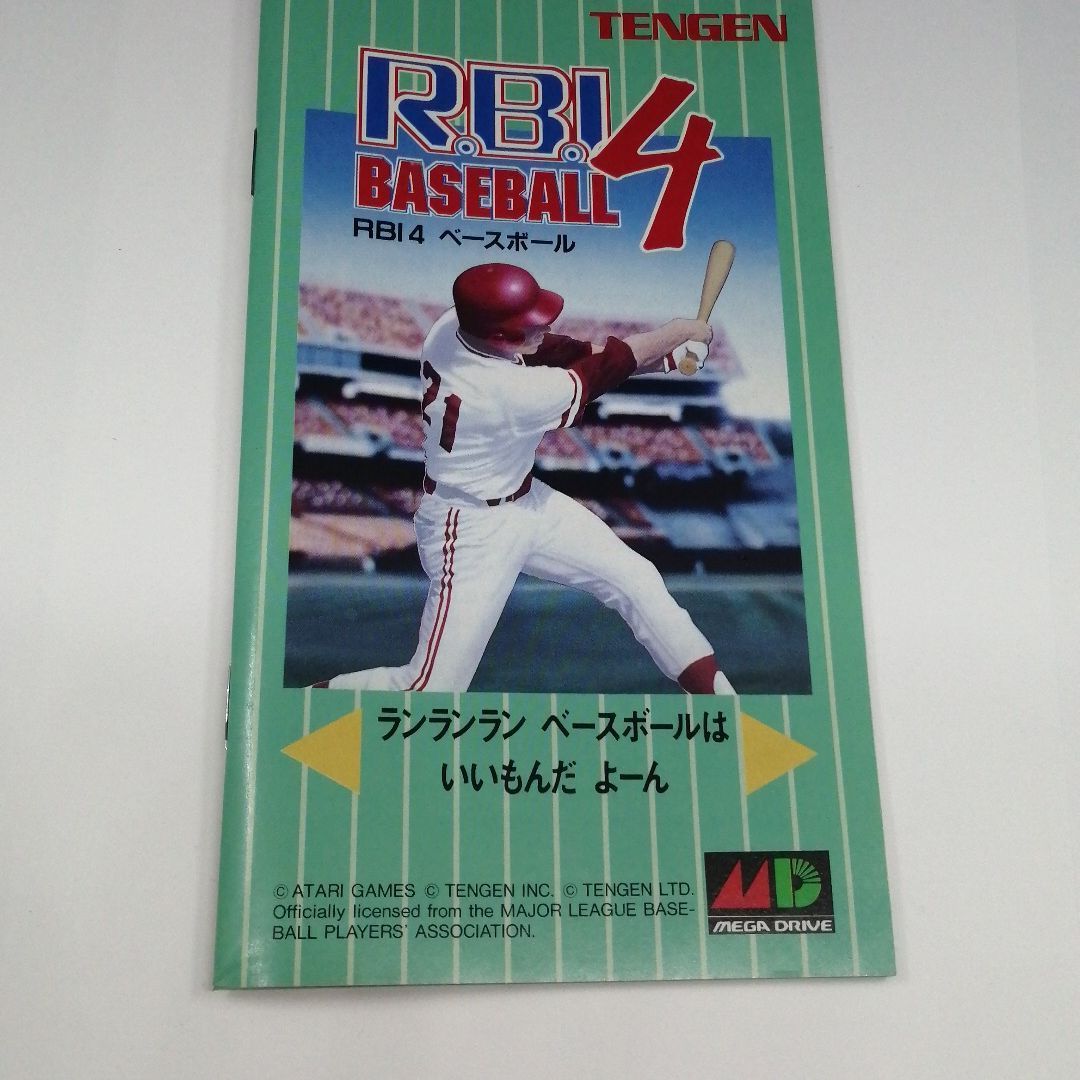 TENGEN
R.B.I. 4
BASEBALL
RBI 4 ベースボール
21
ランランラン ベースボールは
いいもんだ よーん
© ATARI GAMES © TENGEN INC. © TENGEN LTD.
Officially licensed from the MAJOR LEAGUE BASE-
BALL PLAYERS' ASSOCIATION.
MD
MEGA DRIVE